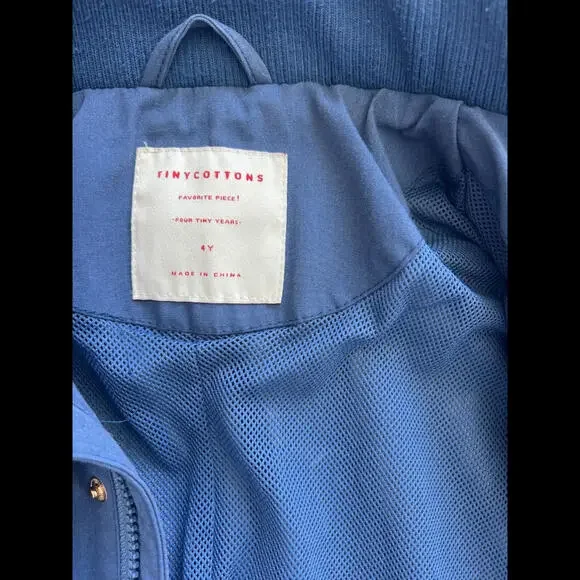 TINYCOTTONS
FAVORITE PIECE!
-FOUR TINY YEARS-
4Y
MADE IN CHINA